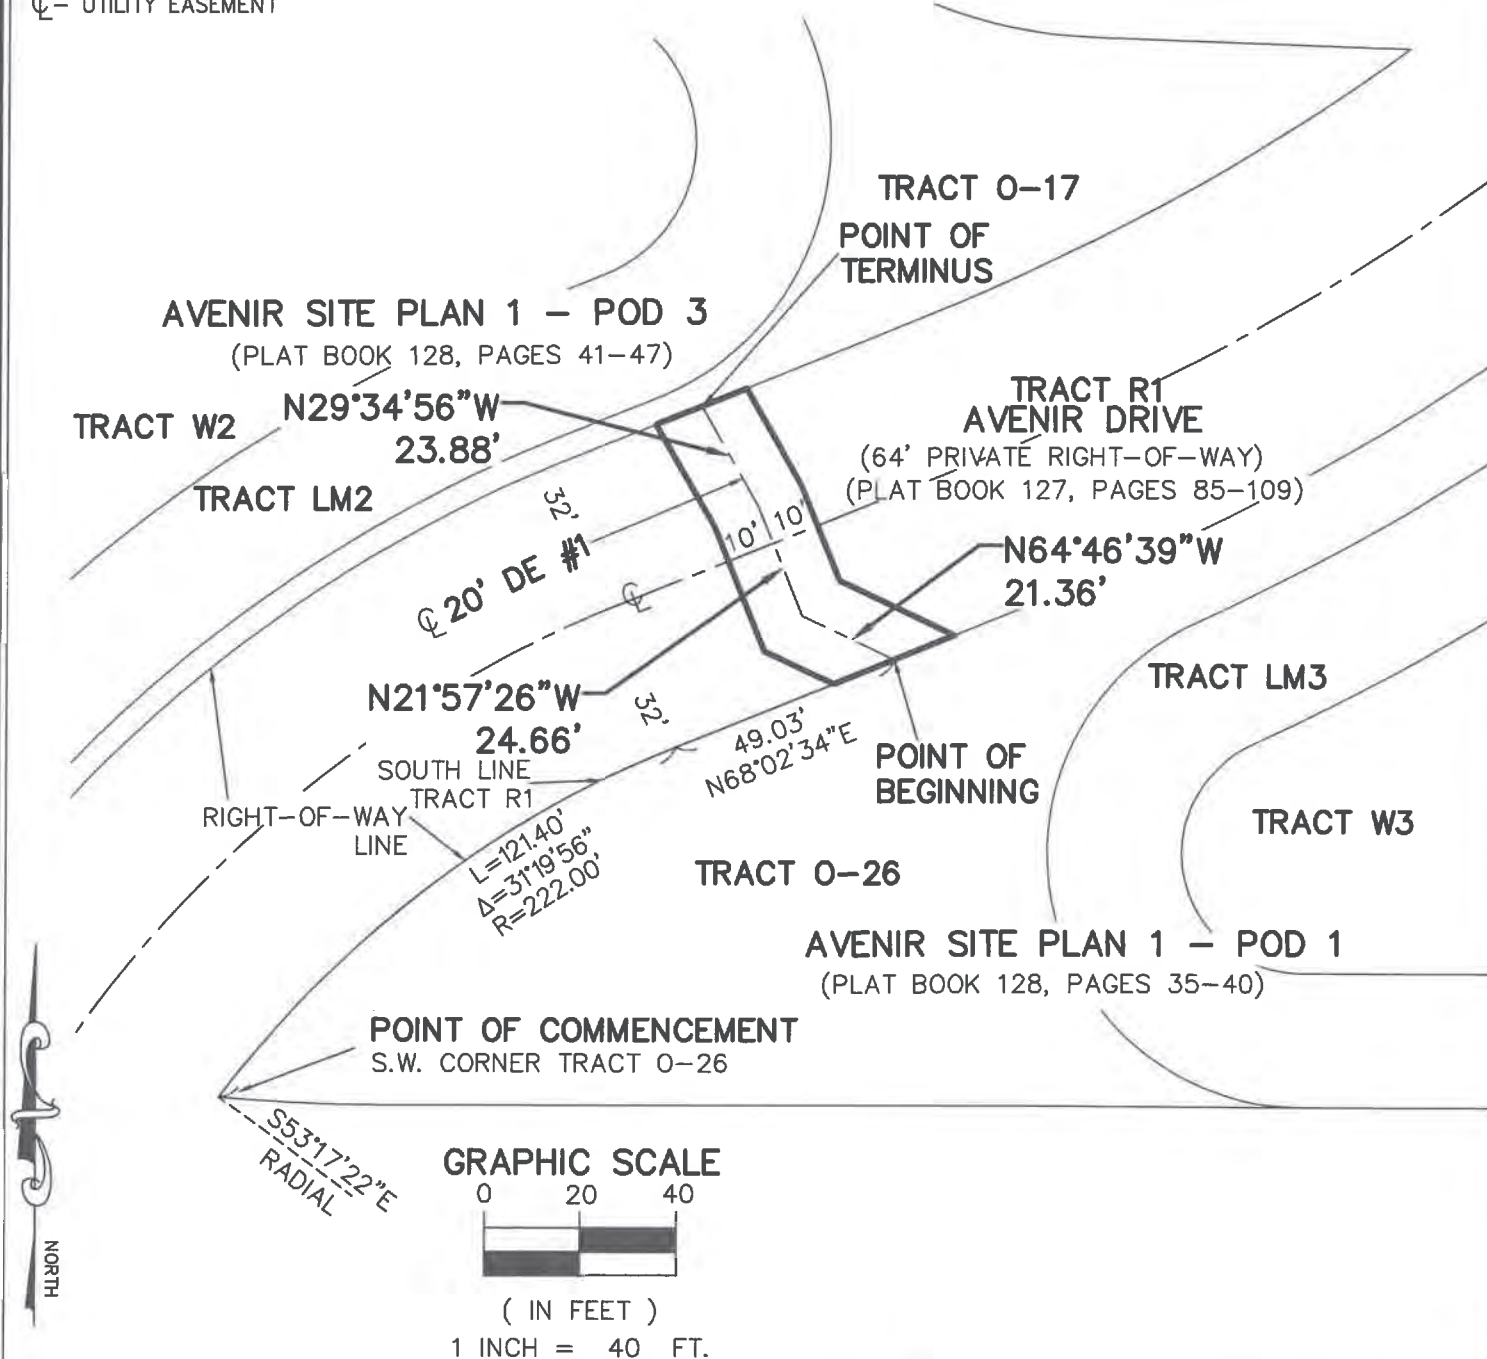 ℄– UTILITY EASEMENT
TRACT O–17
POINT OF
TERMINUS
AVENIR SITE PLAN 1 – POD 3
(PLAT BOOK 128, PAGES 41–47)
N29°34'56"W
23.88'
TRACT W2
TRACT LM2
TRACT R1
AVENIR DRIVE
(64' PRIVATE RIGHT–OF–WAY)
(PLAT BOOK 127, PAGES 85–109)
32'
10'
10'
℄ 20' DE #1
℄
N64°46'39"W
21.36'
N21°57'26"W
24.66'
32'
49.03'
N68°02'34"E
POINT OF
BEGINNING
TRACT LM3
SOUTH LINE
TRACT R1
RIGHT–OF–WAY
LINE
L=121.40'
Δ=31°19'56"
R=222.00'
TRACT W3
TRACT O–26
AVENIR SITE PLAN 1 – POD 1
(PLAT BOOK 128, PAGES 35–40)
POINT OF COMMENCEMENT
S.W. CORNER TRACT O–26
S53°17'22"E
RADIAL
NORTH
GRAPHIC SCALE
0 20 40
( IN FEET )
1 INCH = 40 FT.